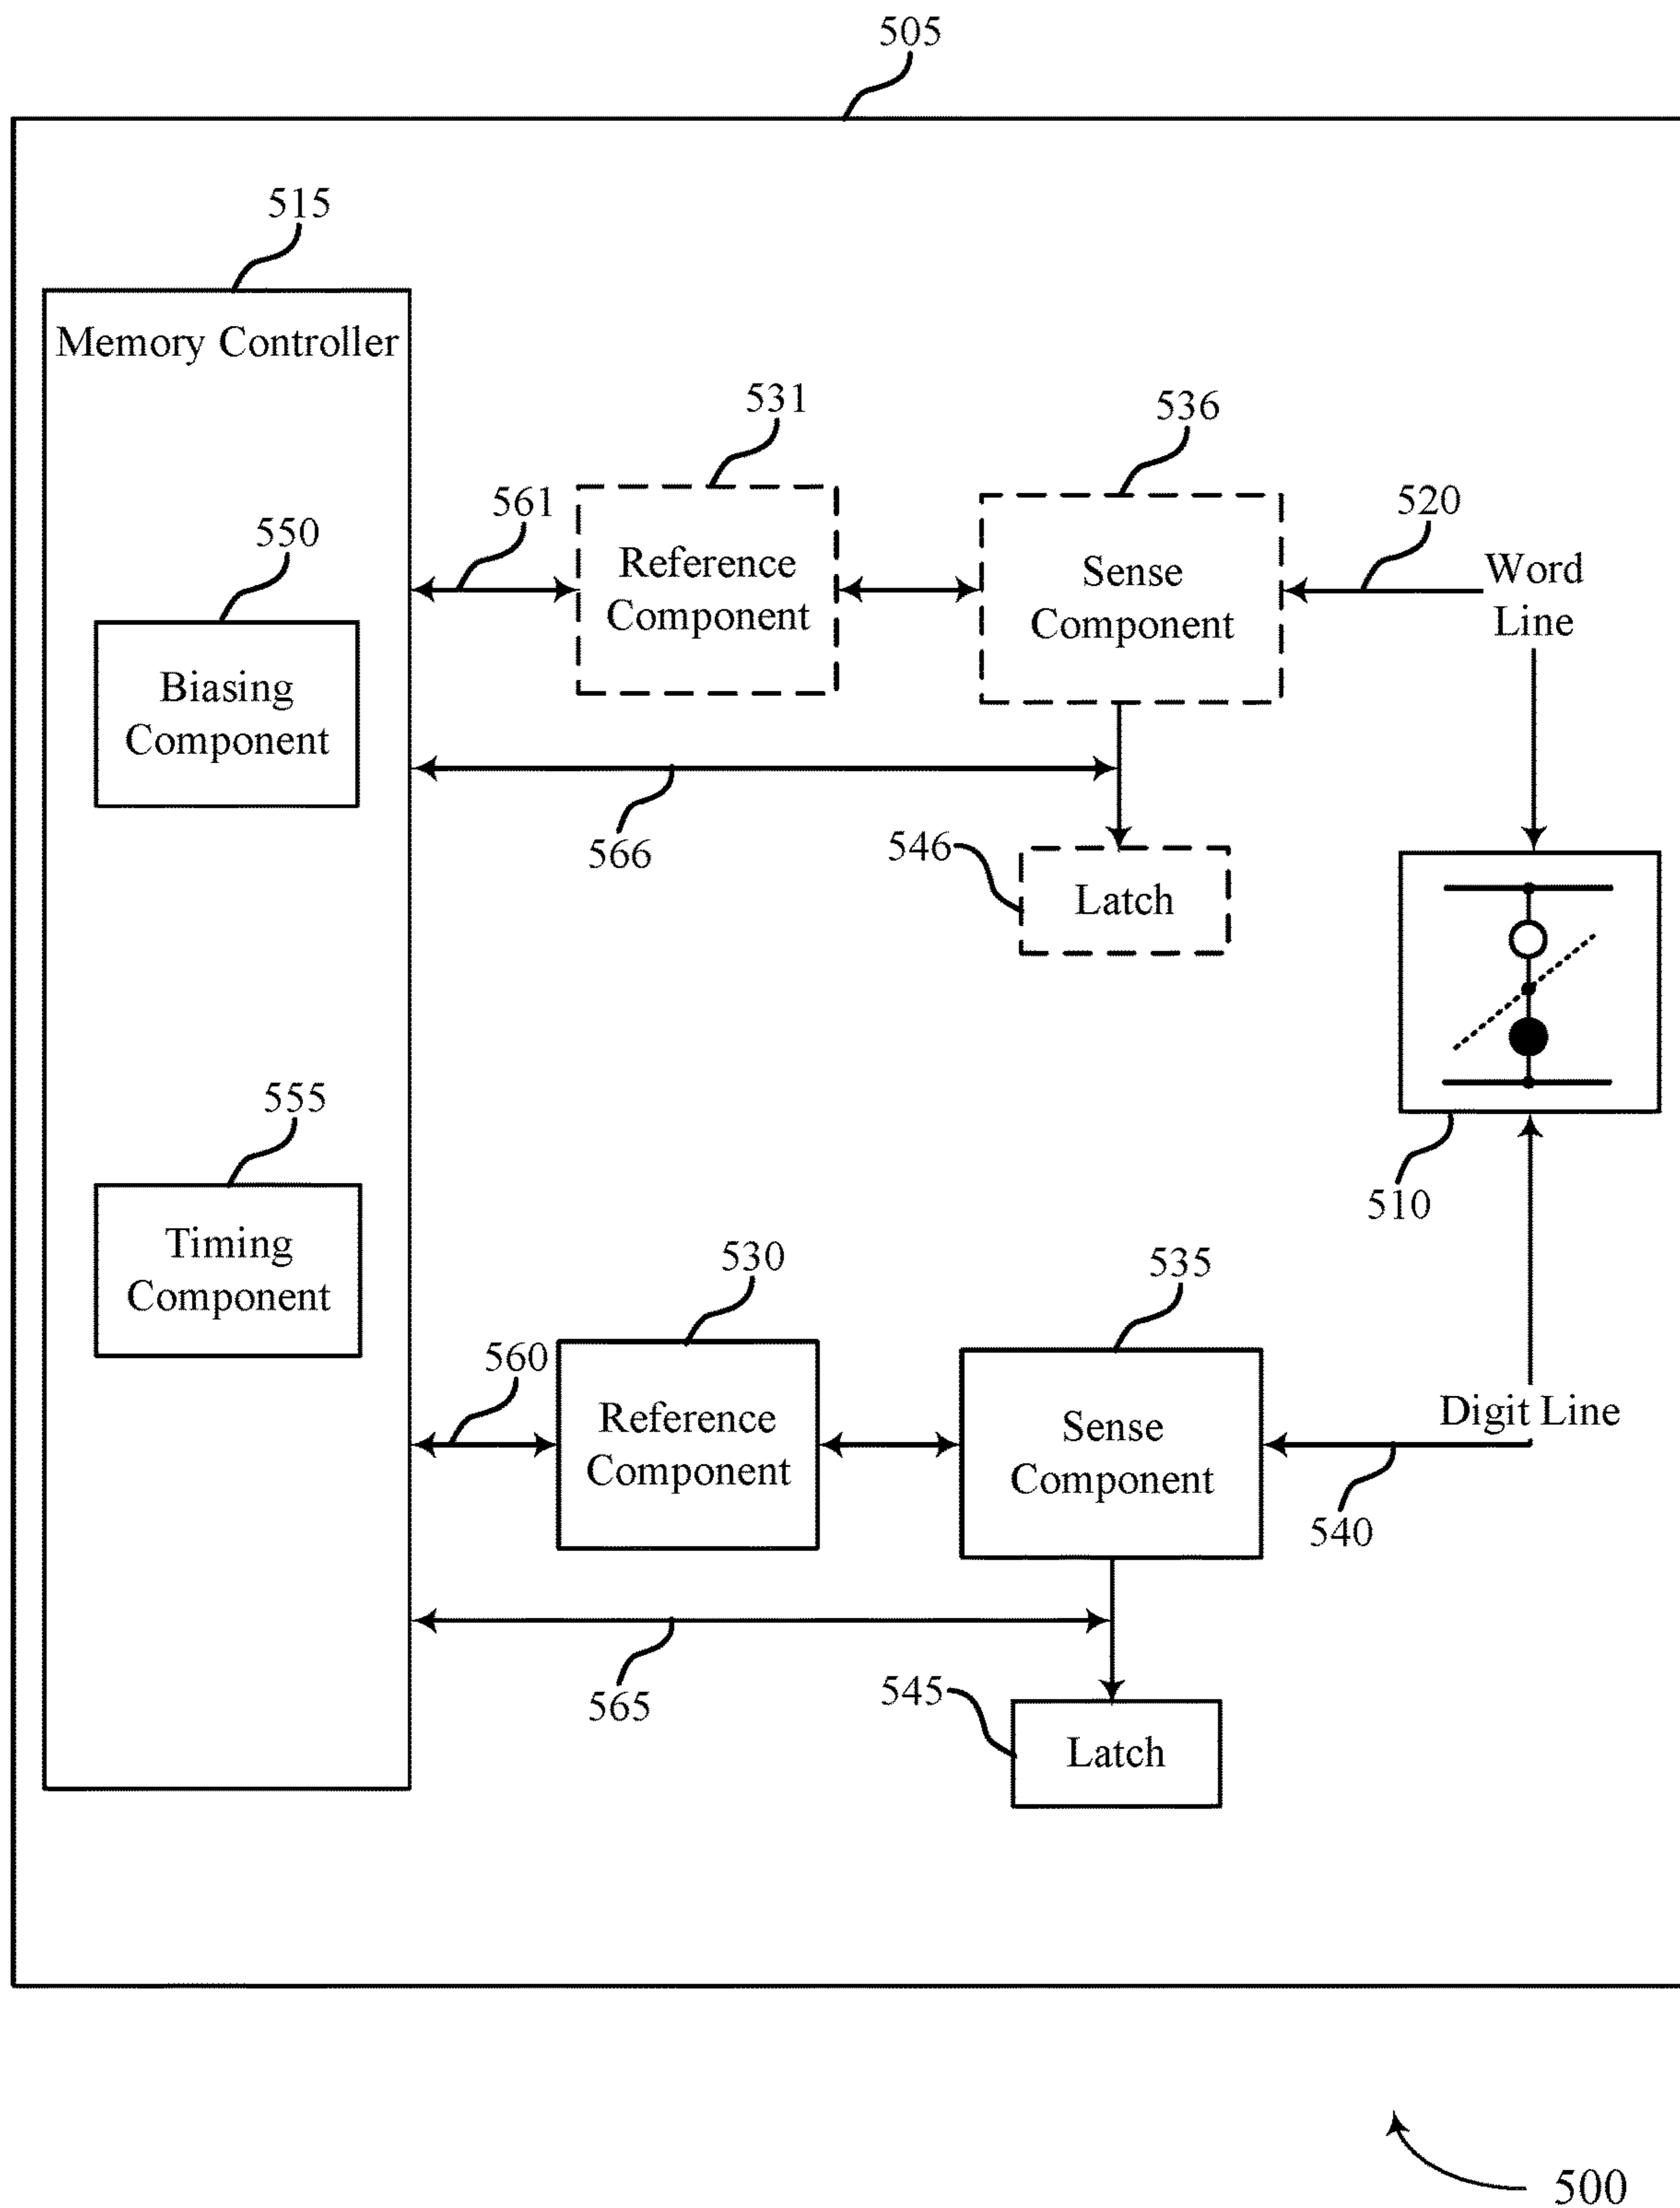 505
515
Memory Controller
531
536
561
520
550
Reference
Component
Sense
Component
Word
Line
Biasing
Component
566
546
Latch
555
510
Timing
Component
530
535
560
Reference
Component
Sense
Component
Digit Line
540
565
545
Latch
500